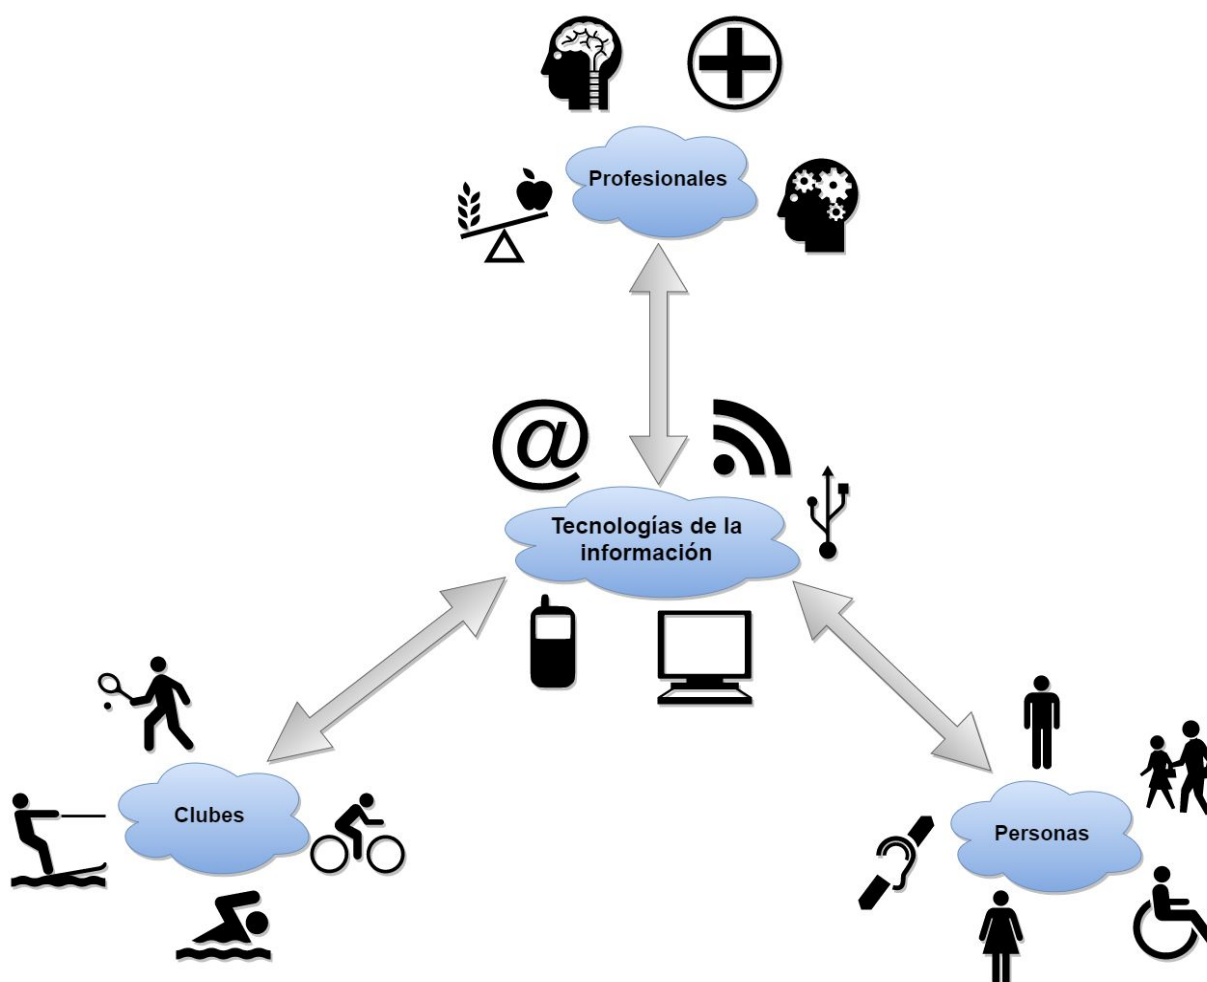 Profesionales
@
Tecnologías de la
información
Clubes
Personas